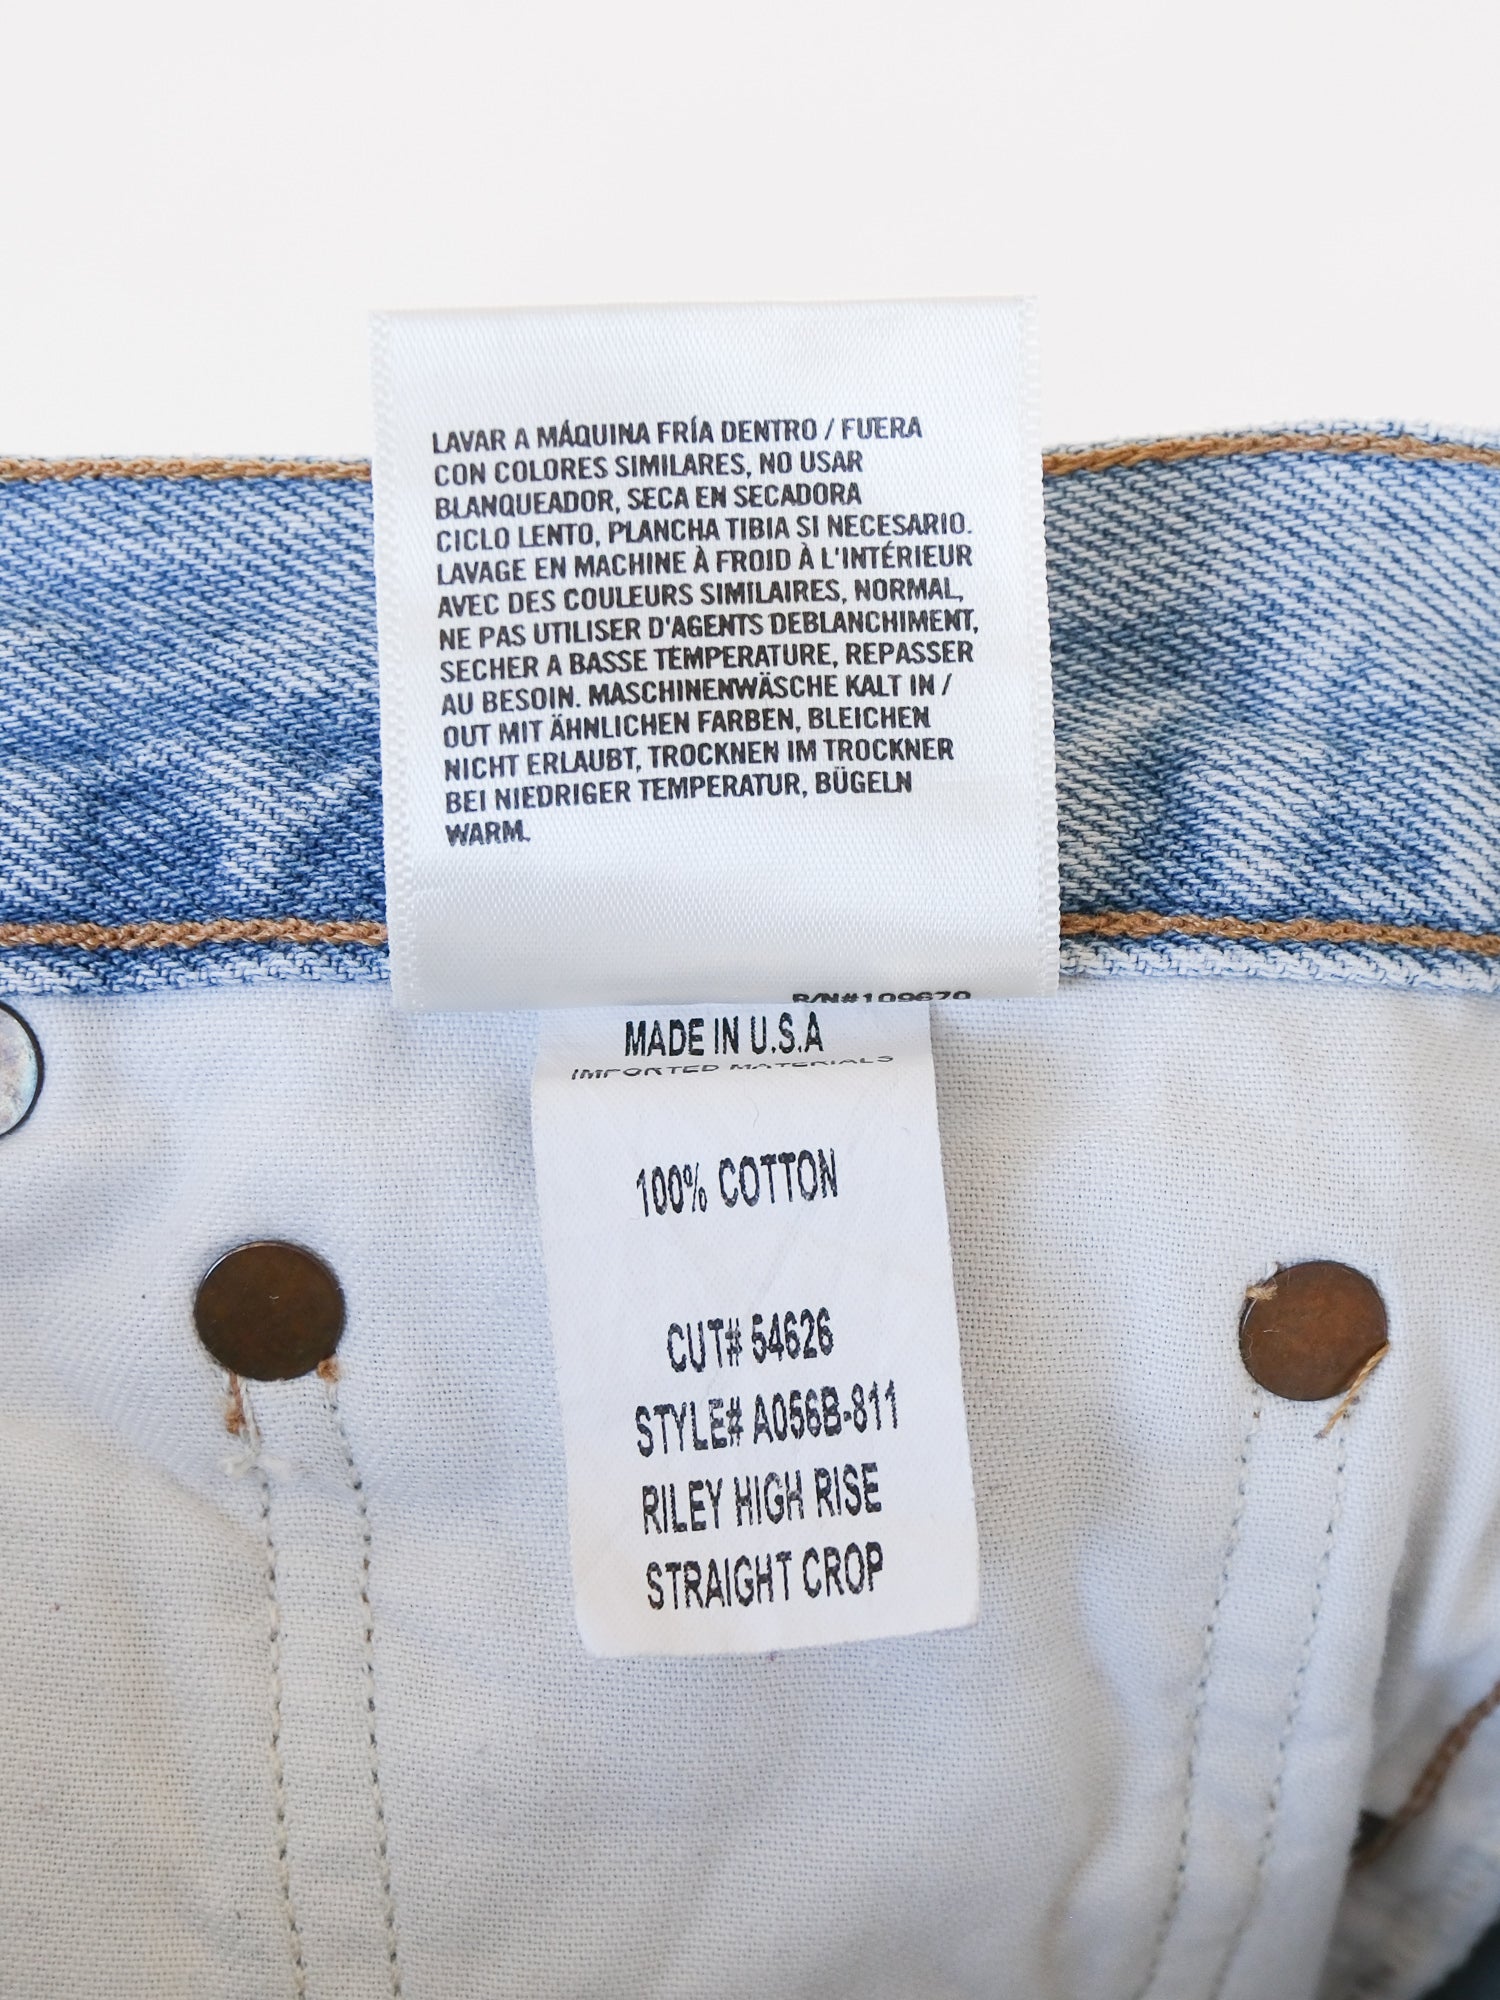 LAVAR A MÁQUINA FRÍA DENTRO / FUERA
CON COLORES SIMILARES, NO USAR
BLANQUEADOR, SECA EN SECADORA
CICLO LENTO, PLANCHA TIBIA SI NECESARIO.
LAVAGE EN MACHINE À FROID À L'INTÉRIEUR
AVEC DES COULEURS SIMILAIRES, NORMAL,
NE PAS UTILISER D'AGENTS DEBLANCHIMENT,
SECHER A BASSE TEMPERATURE, REPASSER
AU BESOIN. MASCHINENWÄSCHE KALT IN /
OUT MIT ÄHNLICHEN FARBEN, BLEICHEN
NICHT ERLAUBT, TROCKNEN IM TROCKNER
BEI NIEDRIGER TEMPERATUR, BÜGELN
WARM.
MADE IN U.S.A
IMPORTED MATERIALS
100% COTTON
CUT# 54626
STYLE# A056B-811
RILEY HIGH RISE
STRAIGHT CROP